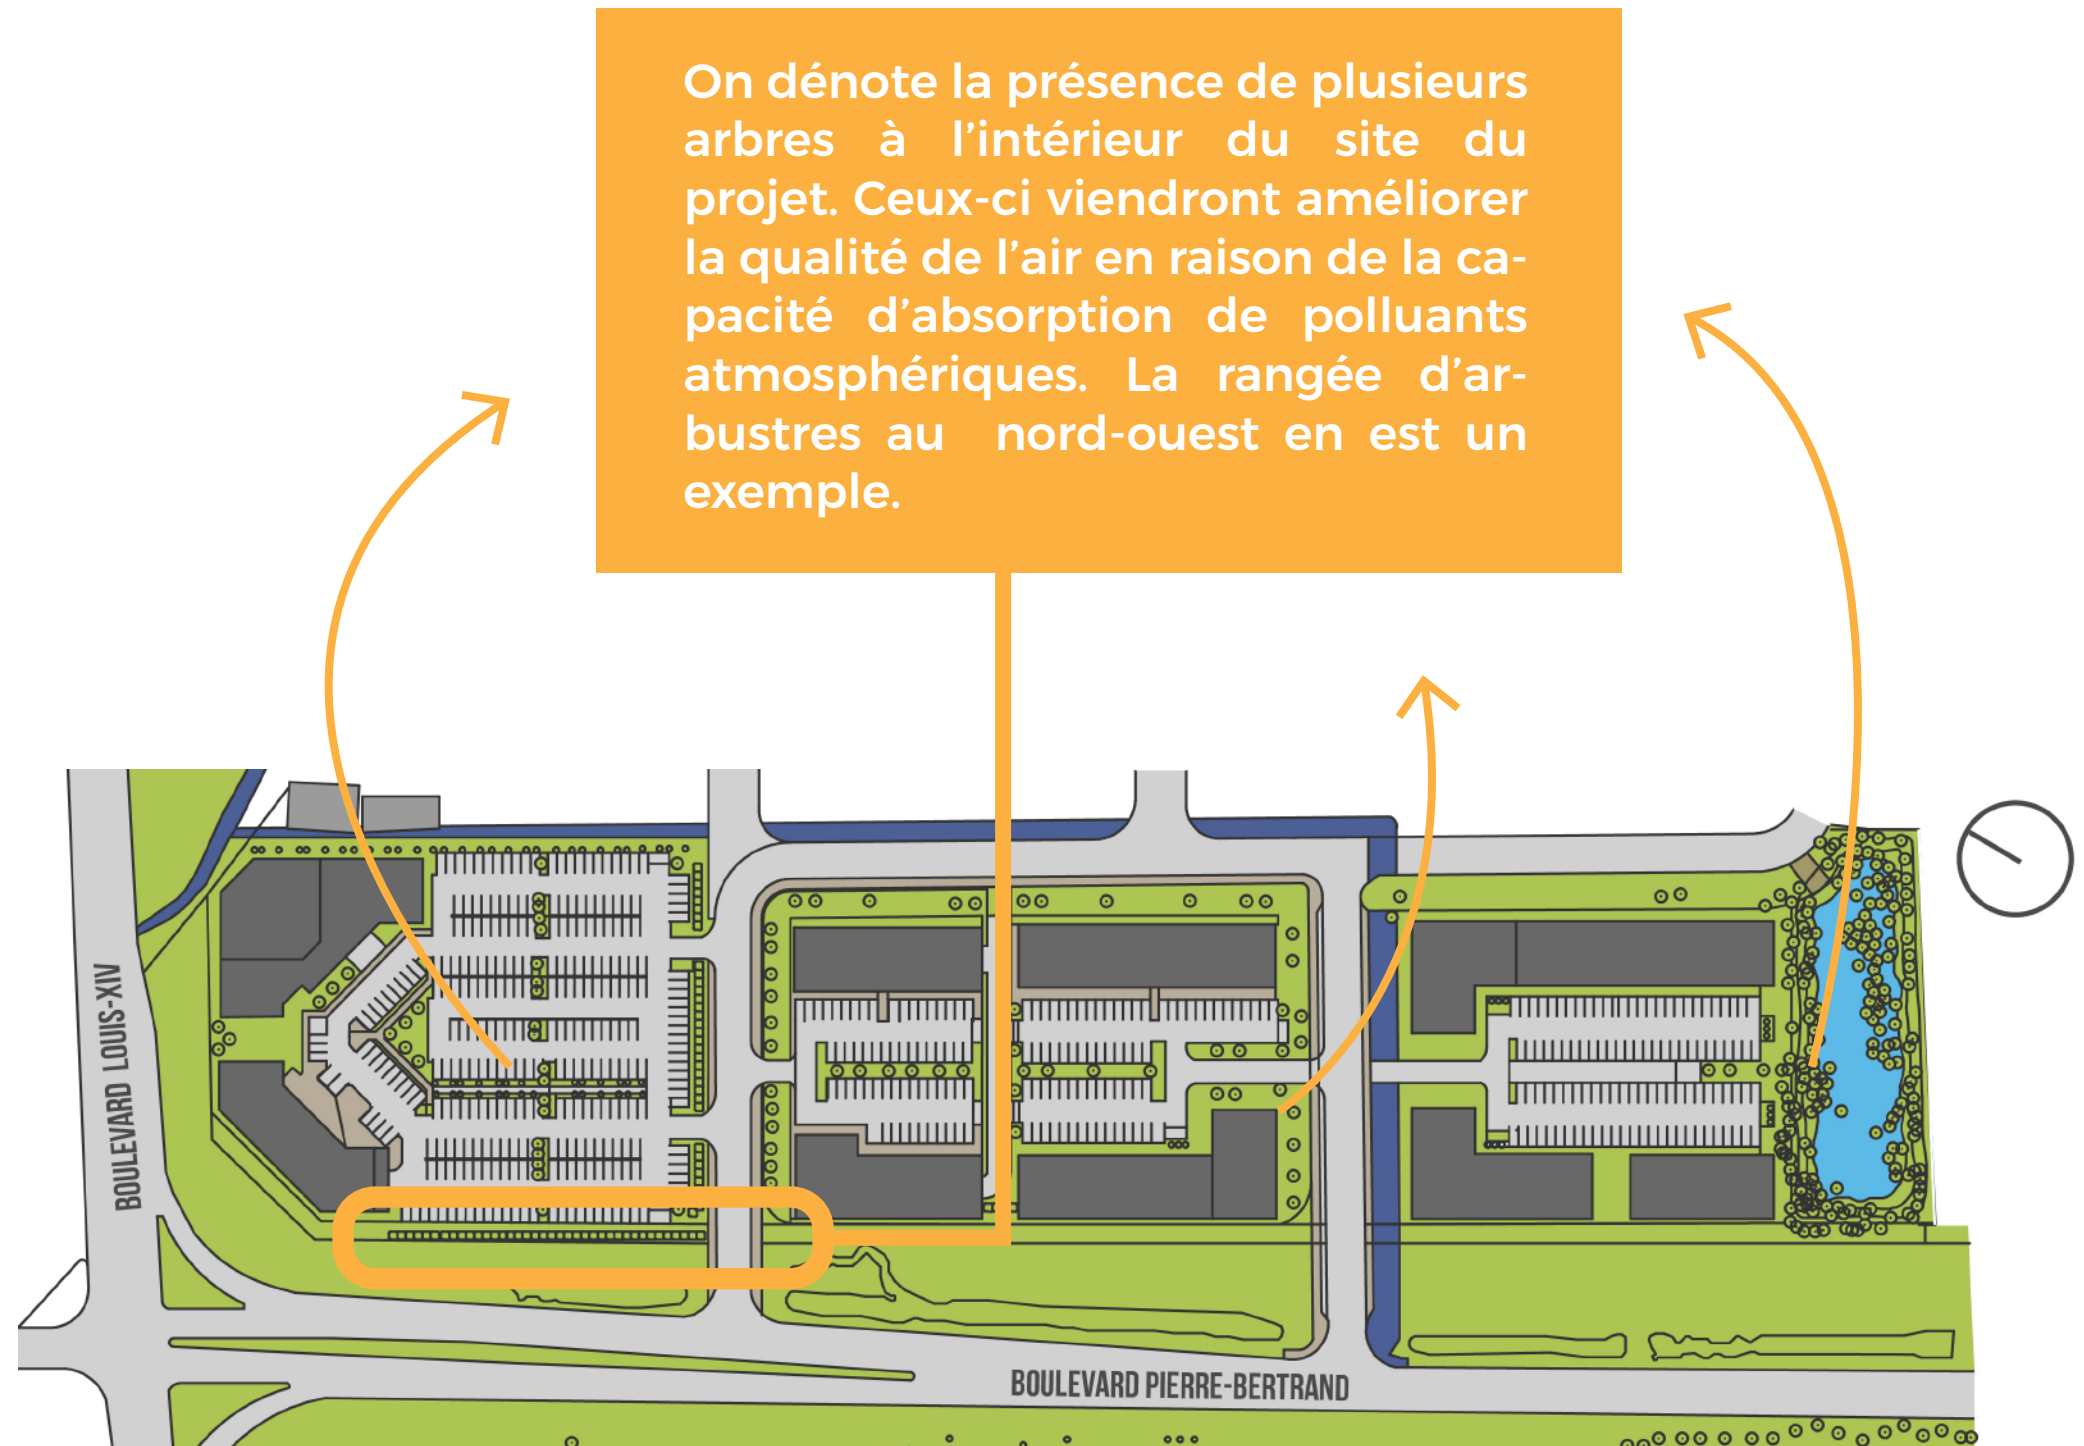 On dénote la présence de plusieurs
arbres à l’intérieur du site du
projet. Ceux-ci viendront améliorer
la qualité de l’air en raison de la ca-
pacité d’absorption de polluants
atmosphériques. La rangée d’ar-
bustres au nord-ouest en est un
exemple.
BOULEVARD LOUIS-XIV
BOULEVARD PIERRE-BERTRAND